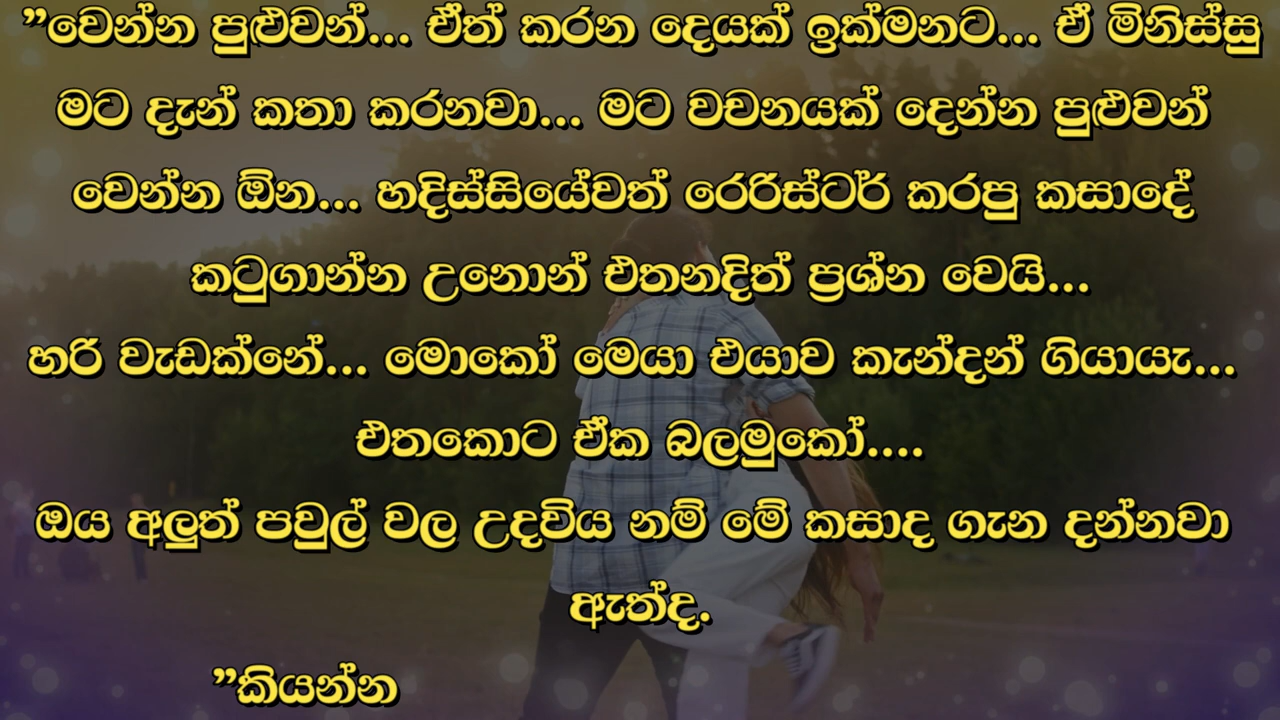 ”වෙන්න පුළුවන්... ඒත් කරන දෙයක් ඉක්මනට... ඒ මිනිස්සු
මට දැන් කතා කරනවා... මට වචනයක් දෙන්න පුළුවන්
වෙන්න ඕන... හදිස්සියේවත් රෙරිස්ටර් කරපු කසාදේ
කටුගාන්න උනොන් එතනදිත් ප්‍රශ්න වෙයි...
හරි වැඩක්නේ... මොකෝ මෙයා එයාව කැන්දන් ගියායැ...
එතකොට ඒක බලමුකෝ....
ඔය අලුත් පවුල් වල උදවිය නම් මේ කසාද ගැන දන්නවා
ඇත්ද.
”කියන්න